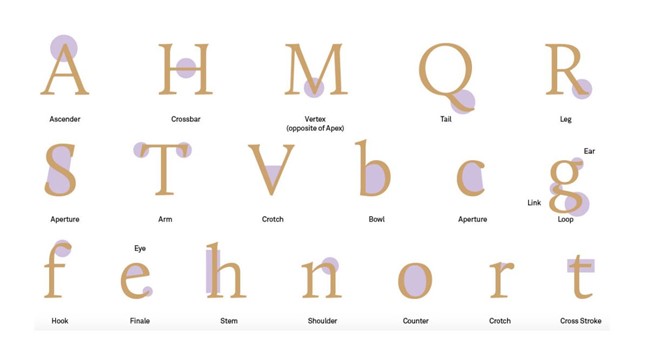 A H M Q R
Ascender Crossbar Vertex Tail Leg
(opposite of Apex)
S T V b c g
Ear
Link
Aperture Arm Crotch Bowl Aperture Loop
f e h n o r t
Eye
Hook Finale Stem Shoulder Counter Crotch Cross Stroke